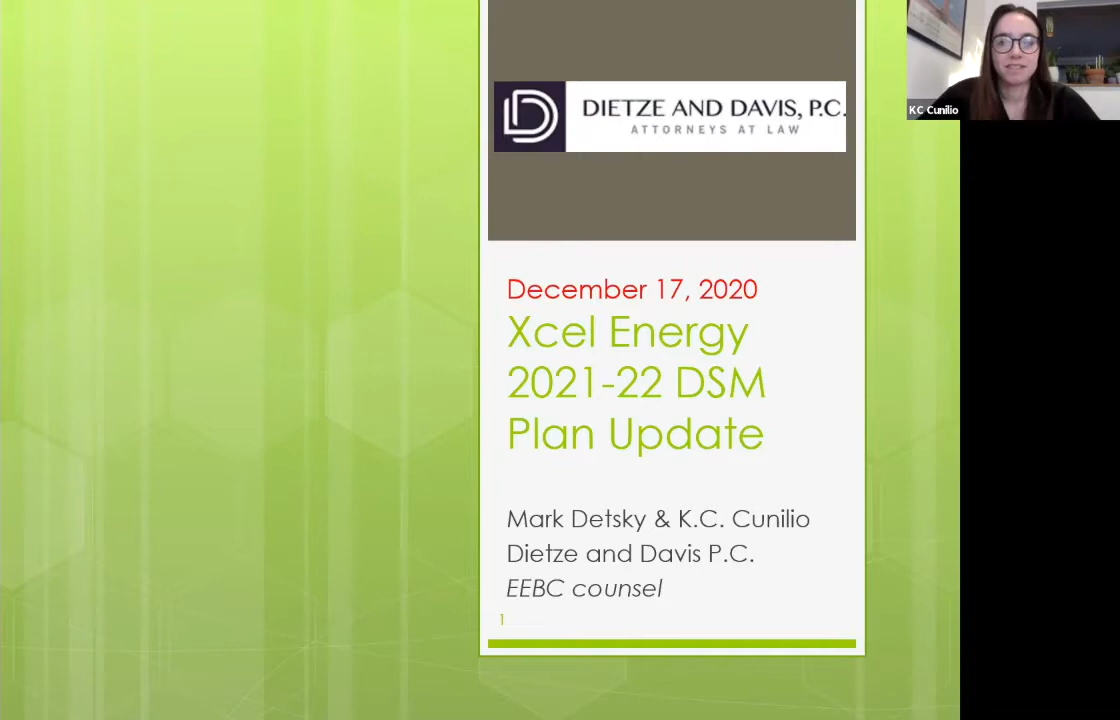 DIETZE AND DAVIS, P.C.
ATTORNEYS AT LAW
KC Cunilio
December 17, 2020
Xcel Energy
2021-22 DSM
Plan Update
Mark Detsky & K.C. Cunilio
Dietze and Davis P.C.
EEBC counsel
1